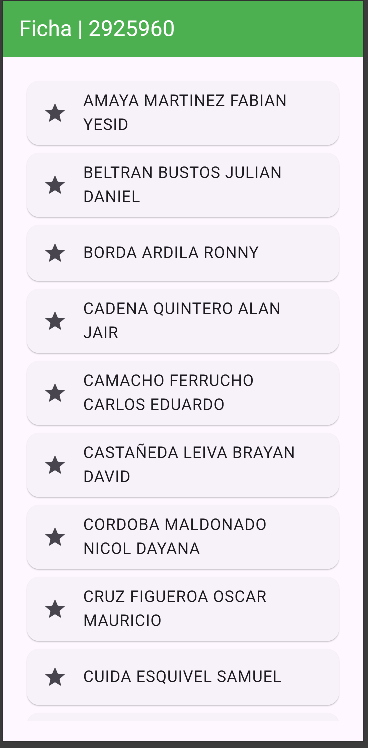 Ficha | 2925960
AMAYA MARTINEZ FABIAN
YESID
BELTRAN BUSTOS JULIAN
DANIEL
BORDA ARDILA RONNY
CADENA QUINTERO ALAN
JAIR
CAMACHO FERRUCHO
CARLOS EDUARDO
CASTAÑEDA LEIVA BRAYAN
DAVID
CORDOBA MALDONADO
NICOL DAYANA
CRUZ FIGUEROA OSCAR
MAURICIO
CUIDA ESQUIVEL SAMUEL